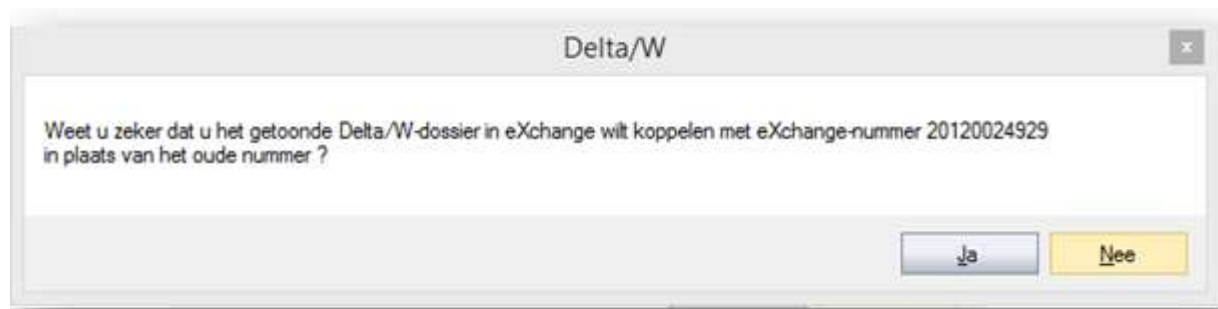 Delta/W
x
Weet u zeker dat u het getoonde Delta/W-dossier in eXchange wilt koppelen met eXchange-nummer 20120024929
in plaats van het oude nummer ?
Ja
Nee